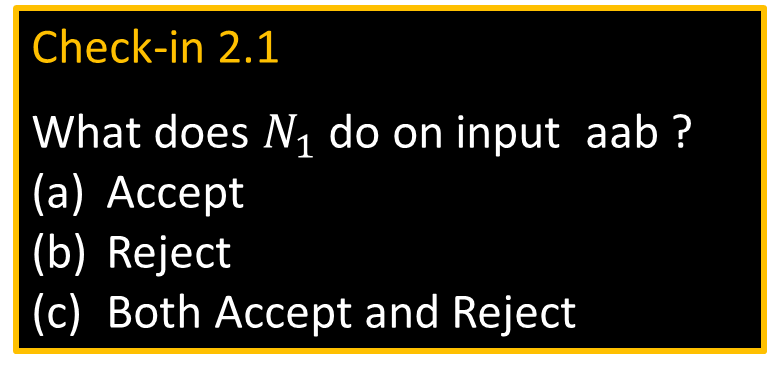 Check-in 2.1
What does N₁ do on input aab ?
(a) Accept
(b) Reject
(c) Both Accept and Reject